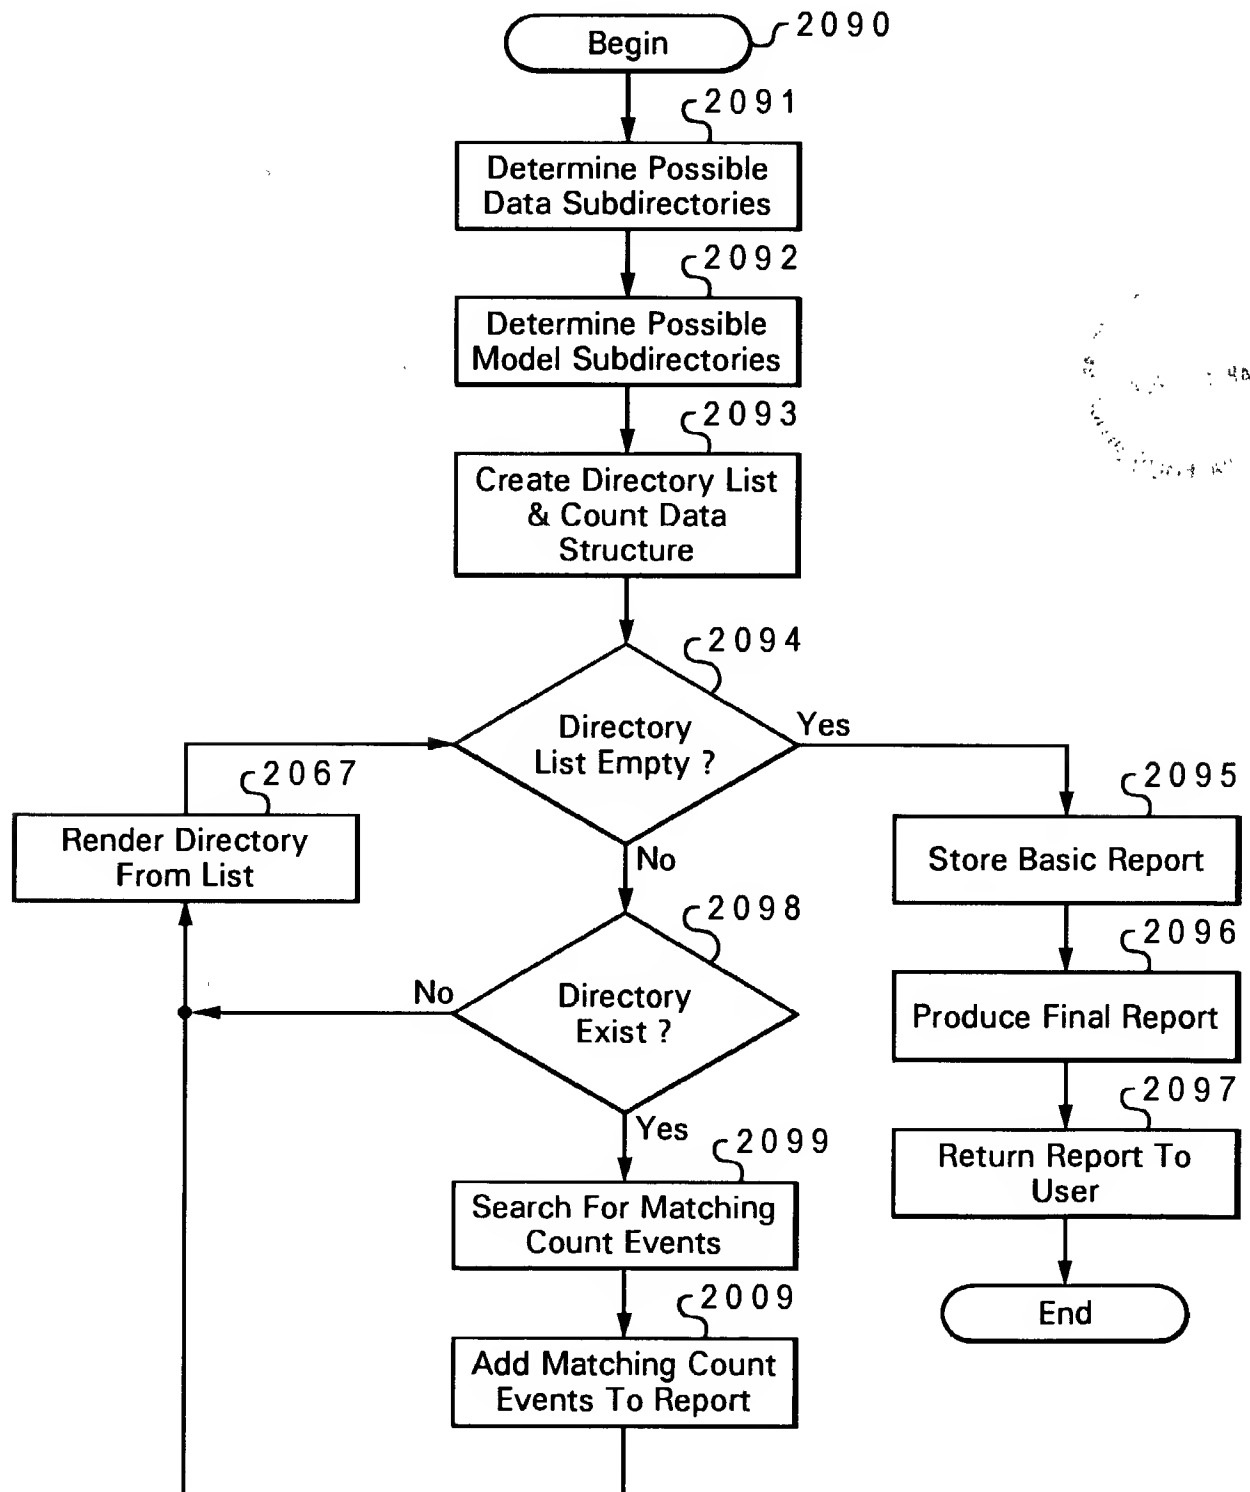 Begin
2090
2091
Determine Possible
Data Subdirectories
2092
Determine Possible
Model Subdirectories
2093
Create Directory List
& Count Data
Structure
2094
Directory
List Empty ?
Yes
No
2067
Render Directory
From List
2095
Store Basic Report
2098
Directory
Exist ?
No
Yes
2096
Produce Final Report
2097
Return Report To
User
End
2099
Search For Matching
Count Events
2009
Add Matching Count
Events To Report